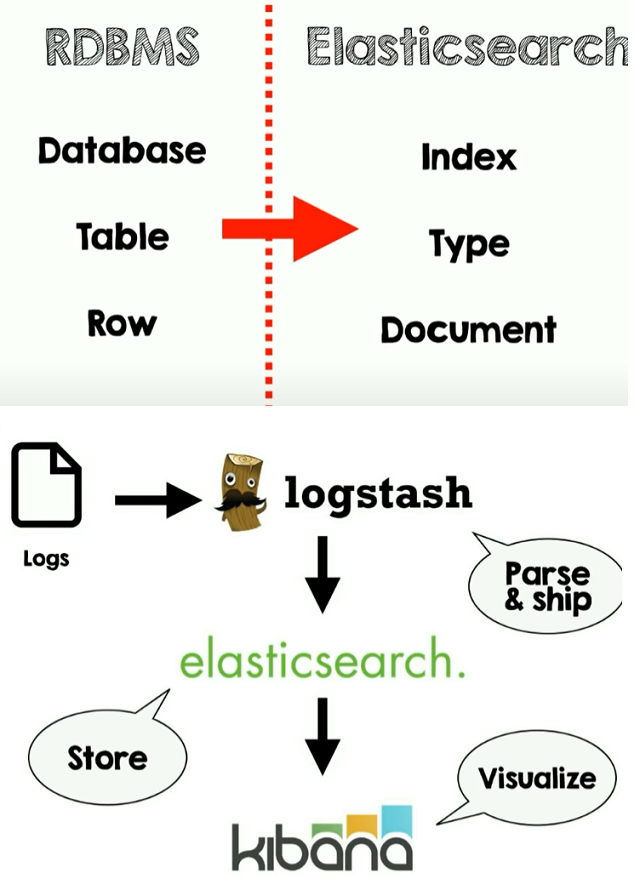 RDBMS
Elasticsearch
Database
Index
Table
Type
Row
Document
logstash
Logs
Parse
& ship
elasticsearch.
Store
Visualize
kibana